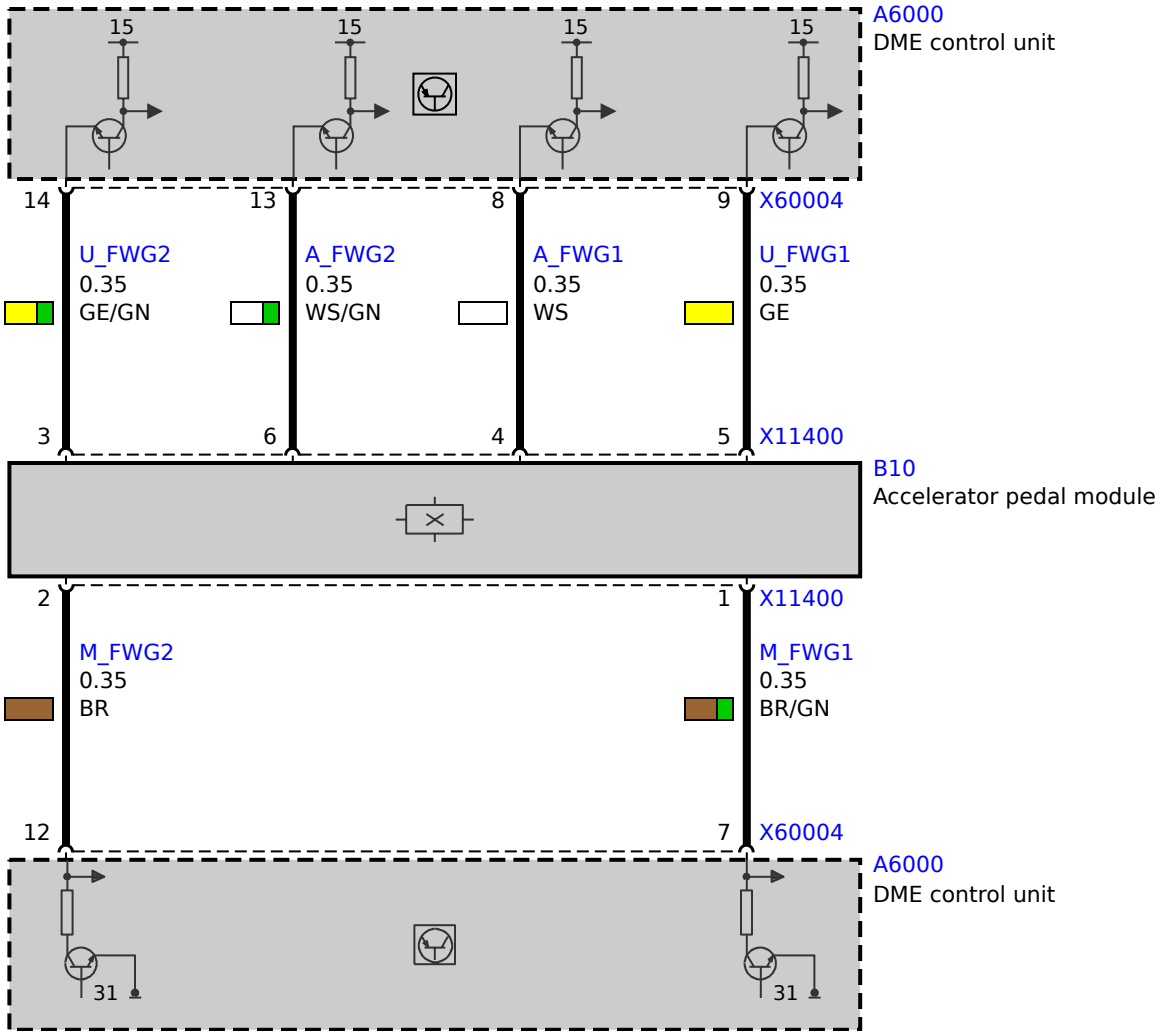 15 15 15 15
A6000
DME control unit
14 13 8 9 X60004
U_FWG2 A_FWG2 A_FWG1 U_FWG1
0.35 0.35 0.35 0.35
GE/GN WS/GN WS GE
3 6 4 5 X11400
B10
Accelerator pedal module
2 1 X11400
M_FWG2 M_FWG1
0.35 0.35
BR BR/GN
12 7 X60004
A6000
DME control unit
31 31